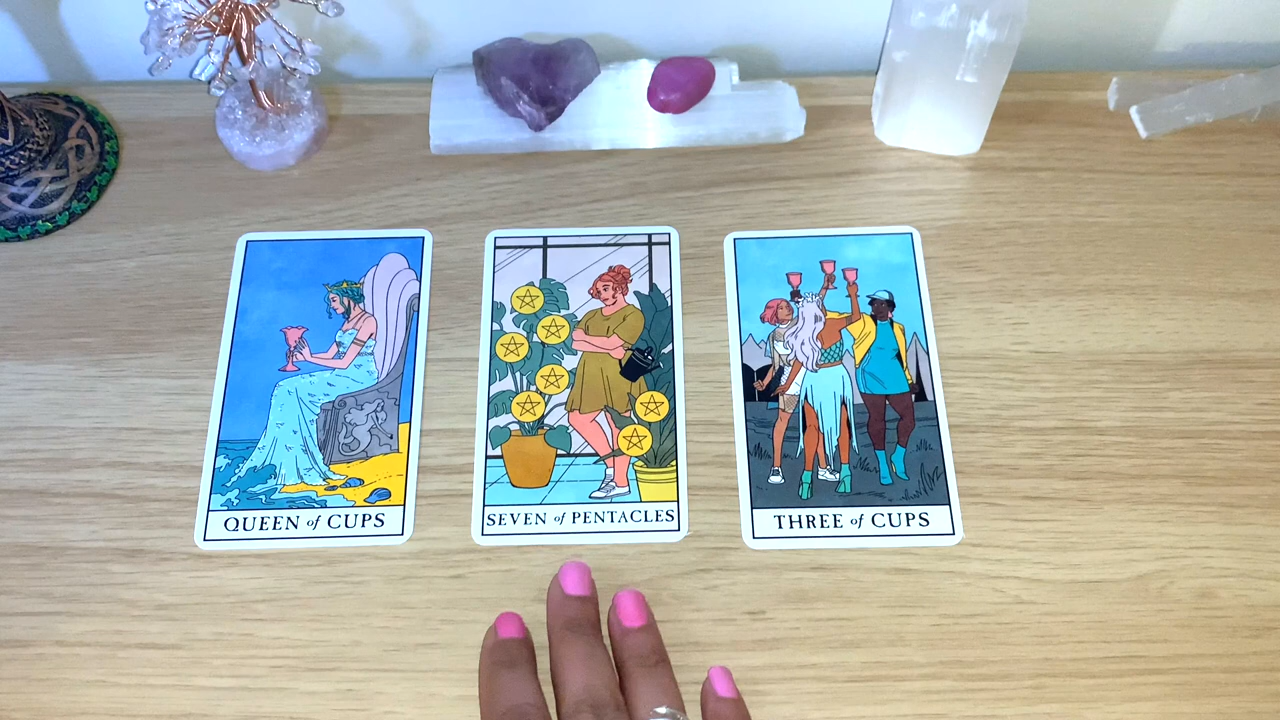 QUEEN of CUPS
SEVEN of PENTACLES
THREE of CUPS